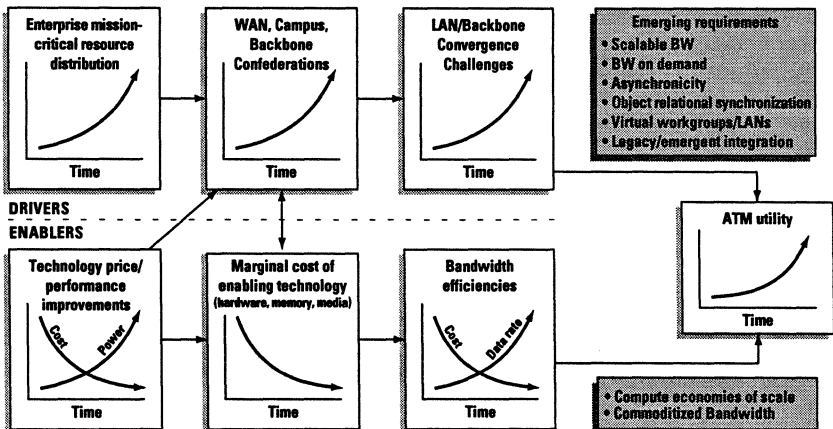 Enterprise mission-
critical resource
distribution
Time
WAN, Campus,
Backbone
Confederations
Time
LAN/Backbone
Convergence
Challenges
Time
Emerging requirements
• Scalable BW
• BW on demand
• Asynchronicity
• Object relational synchronization
• Virtual workgroups/LANs
• Legacy/emergent integration
DRIVERS
ENABLERS
Technology price/
performance
improvements
Cost
Power
Time
Marginal cost of
enabling technology
(hardware, memory, media)
Time
Bandwidth
efficiencies
Cost
Data rate
Time
ATM utility
Time
• Compute economies of scale
• Commoditized Bandwidth